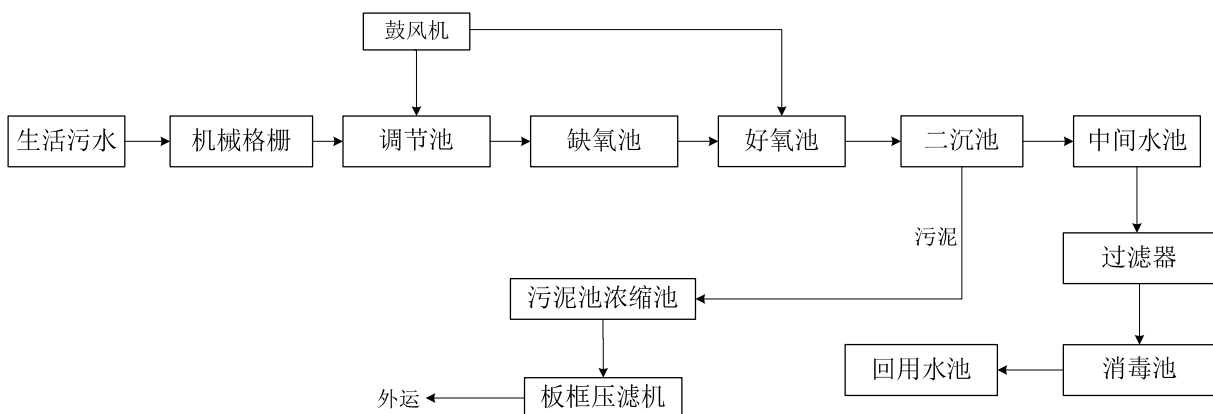 鼓风机
生活污水
机械格栅
调节池
缺氧池
好氧池
二沉池
中间水池
污泥
过滤器
污泥池浓缩池
回用水池
消毒池
外运
板框压滤机